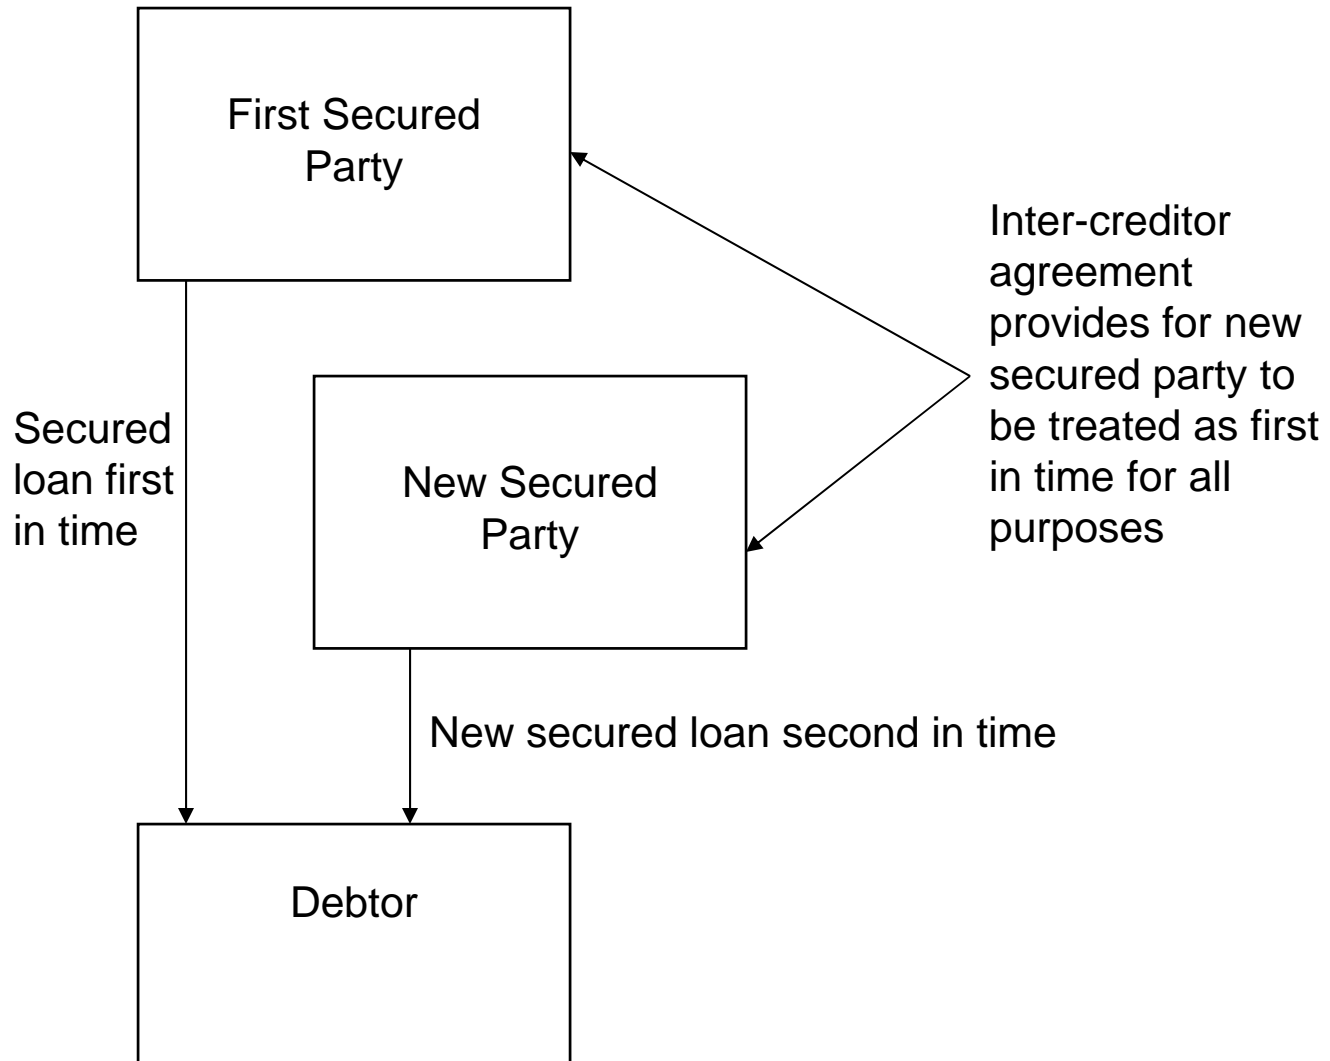 First Secured
Party
Inter-creditor
agreement
provides for new
secured party to
be treated as first
in time for all
purposes
Secured
loan first
in time
New Secured
Party
New secured loan second in time
Debtor